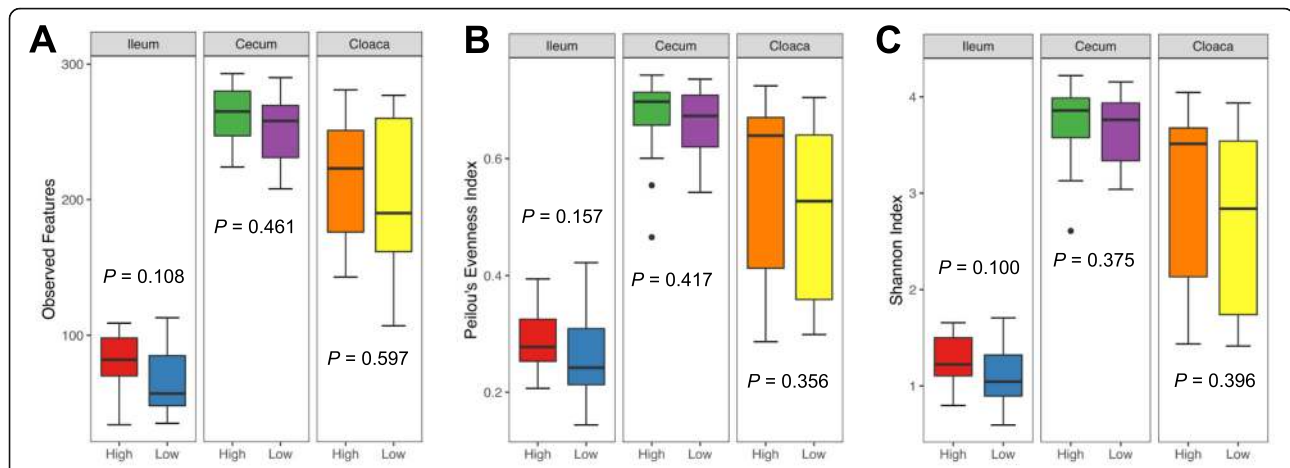 A
Ileum
Cecum
Cloaca
Observed Features
300
200
100
P = 0.108
P = 0.461
P = 0.597
High
Low
High
Low
High
Low
B
Ileum
Cecum
Cloaca
Peilou's Evenness Index
0.6
0.4
0.2
P = 0.157
P = 0.417
P = 0.356
High
Low
High
Low
High
Low
C
Ileum
Cecum
Cloaca
Shannon Index
4
3
2
1
P = 0.100
P = 0.375
P = 0.396
High
Low
High
Low
High
Low